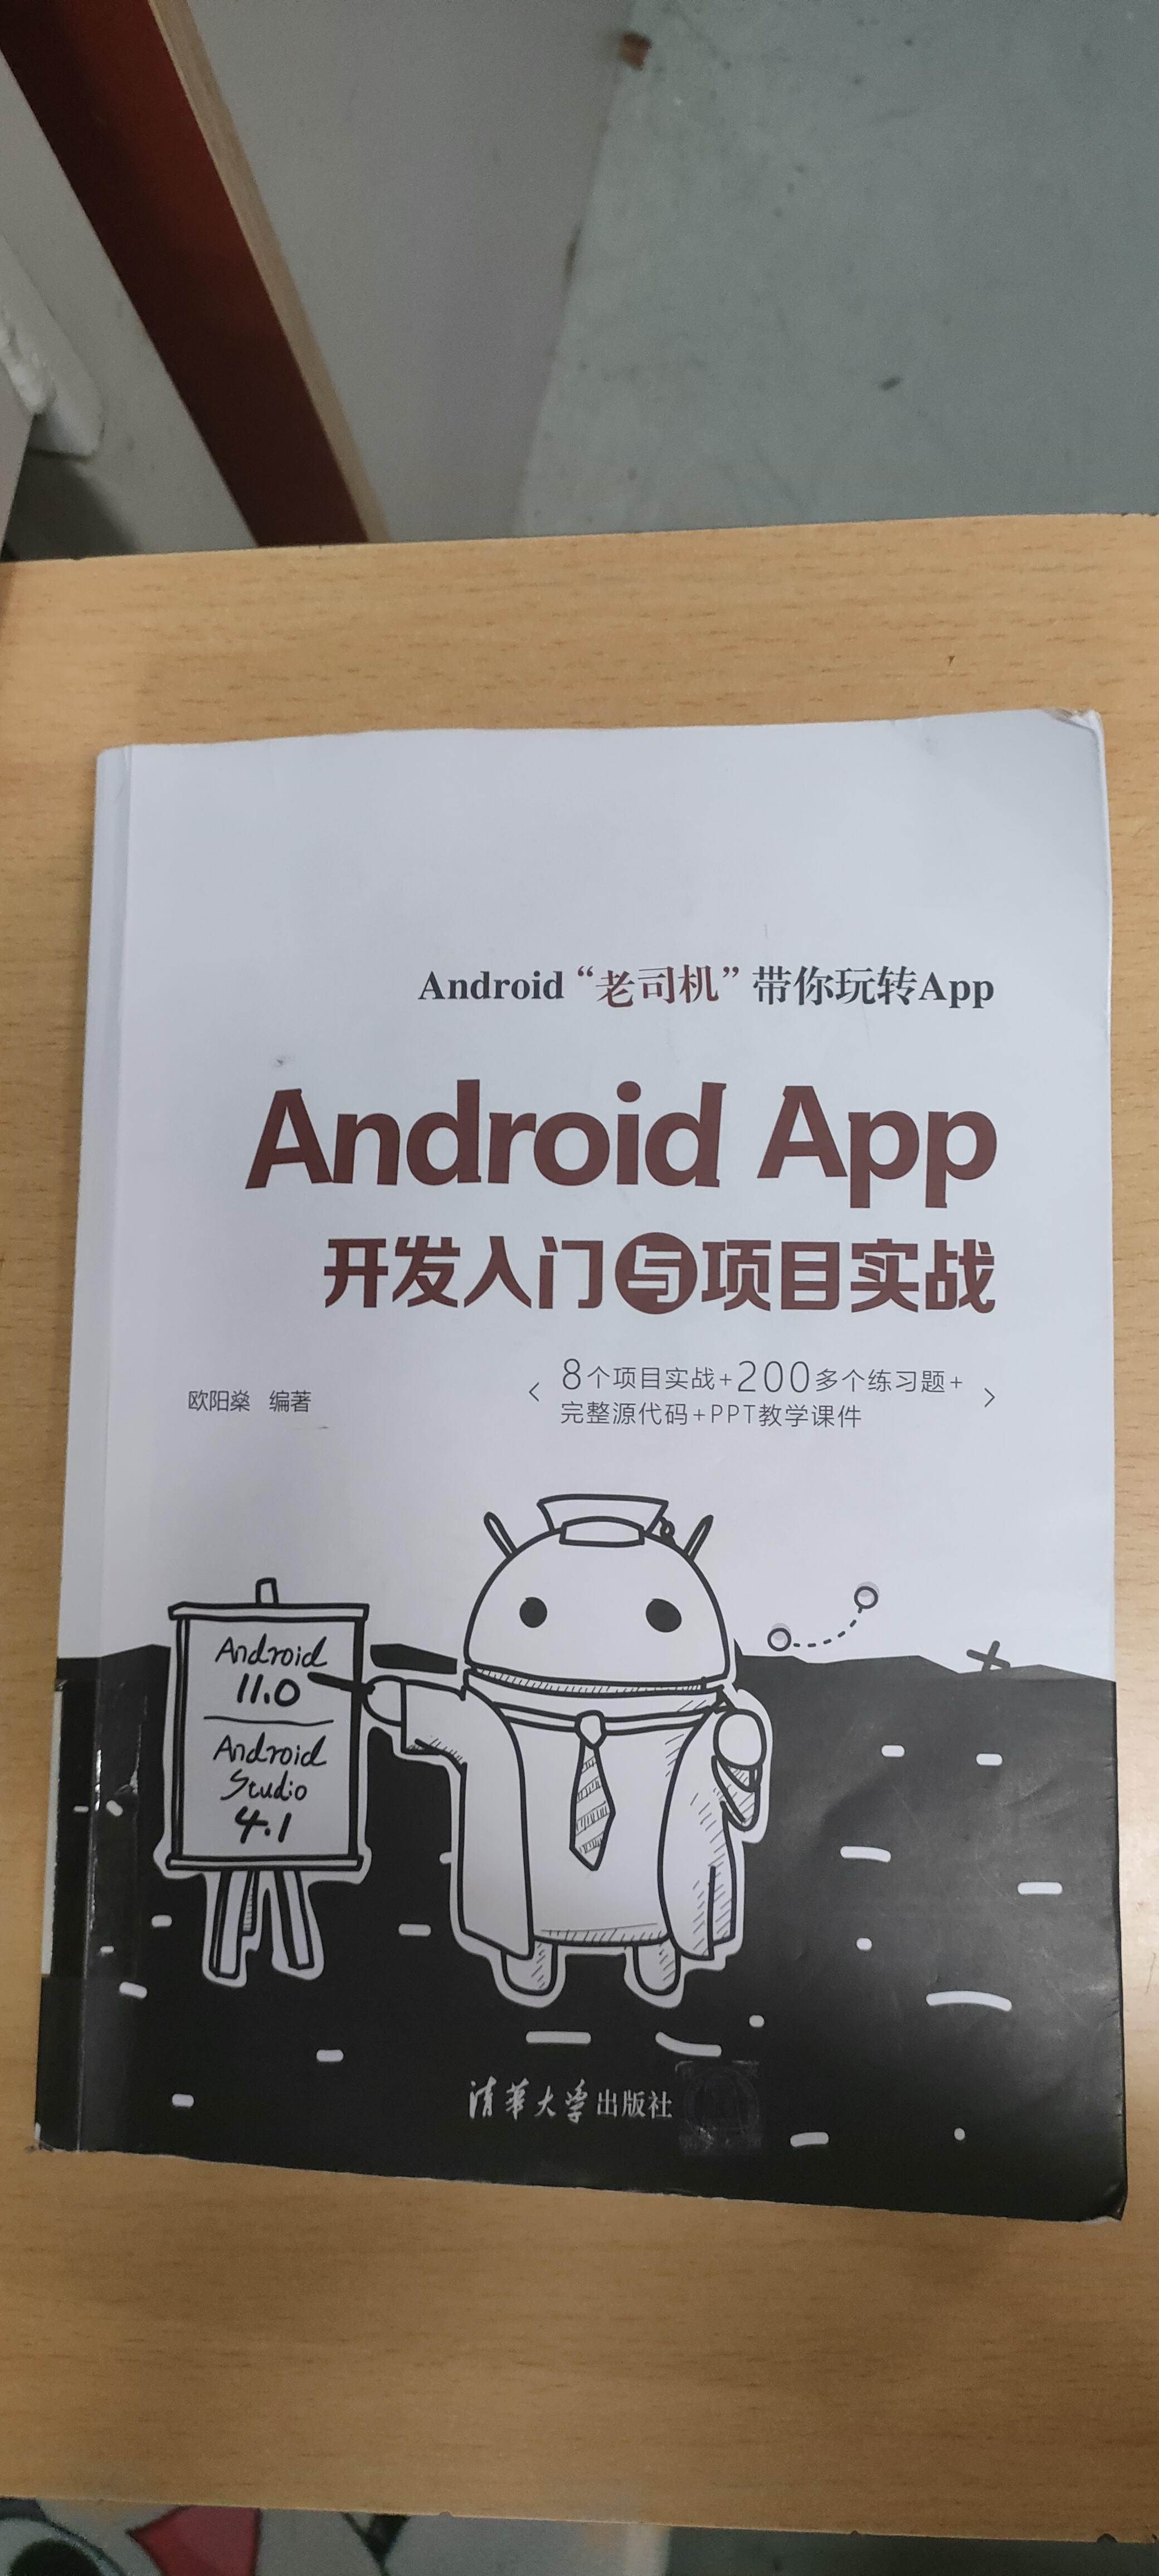 Android “老司机” 带你玩转App
Android App
开发入门与项目实战
欧阳燊 编著
8个项目实战+200多个练习题+
完整源代码+PPT教学课件
Android
11.0
Android
Studio
4.1
清华大学出版社